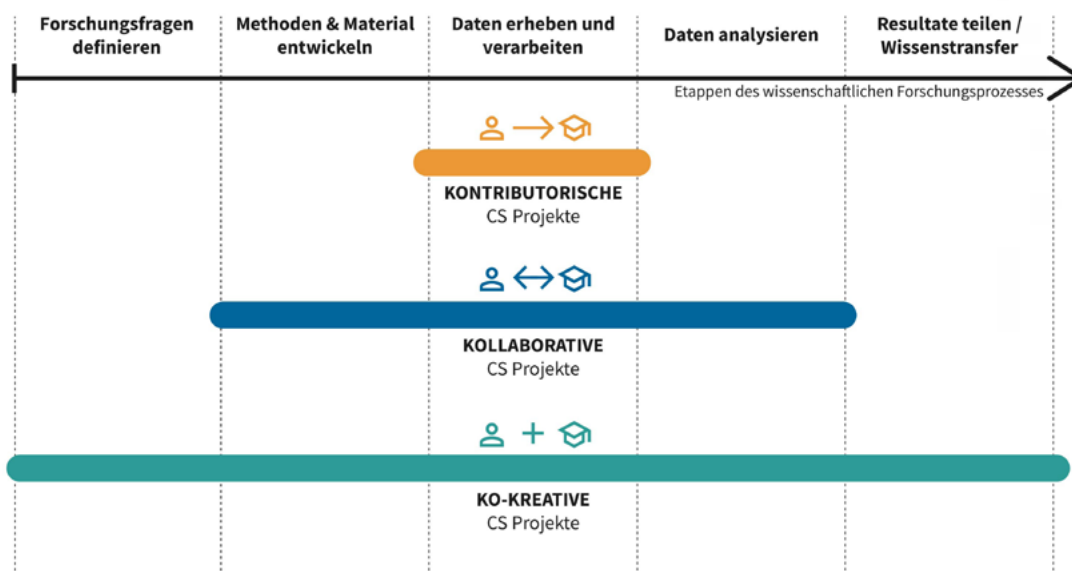 Forschungsfragen
definieren
Methoden & Material
entwickeln
Daten erheben und
verarbeiten
Daten analysieren
Resultate teilen /
Wissenstransfer
Etappen des wissenschaftlichen Forschungsprozesses
KONTRIBUTORISCHE
CS Projekte
KOLLABORATIVE
CS Projekte
KO-KREATIVE
CS Projekte